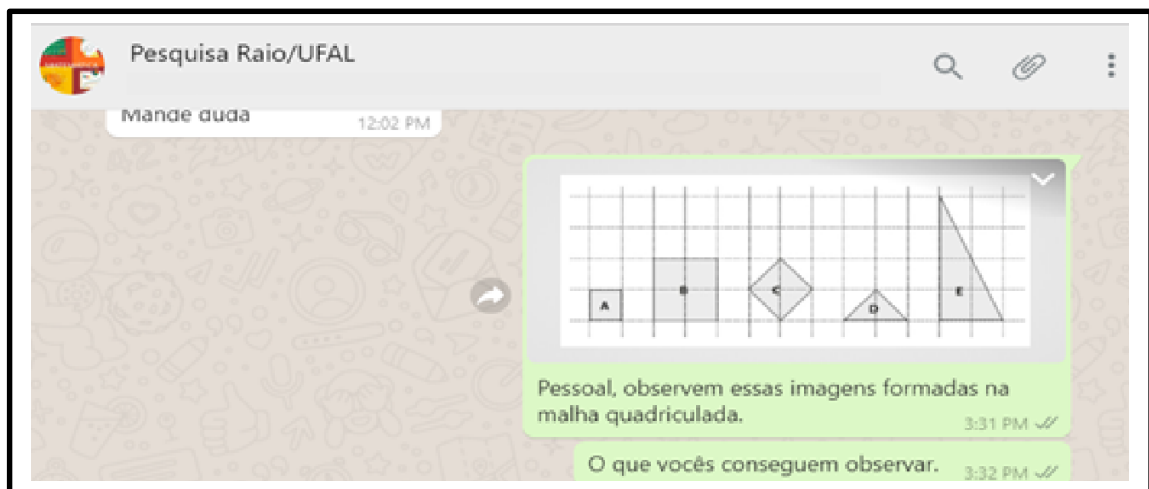 Pesquisa Raio/UFAL
Mande duda
12:02 PM
A
B
C
D
E
Pessoal, observem essas imagens formadas na
malha quadriculada.
3:31 PM
O que vocês conseguem observar.
3:32 PM